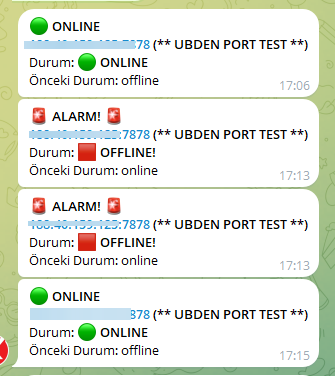 ONLINE
7878 (** UBDEN PORT TEST **)
Durum: ONLINE
Önceki Durum: offline
17:06
ALARM!
:7878 (** UBDEN PORT TEST **)
Durum: OFFLINE!
Önceki Durum: online
17:13
ALARM!
:7878 (** UBDEN PORT TEST **)
Durum: OFFLINE!
Önceki Durum: online
17:13
ONLINE
878 (** UBDEN PORT TEST **)
Durum: ONLINE
Önceki Durum: offline
17:15